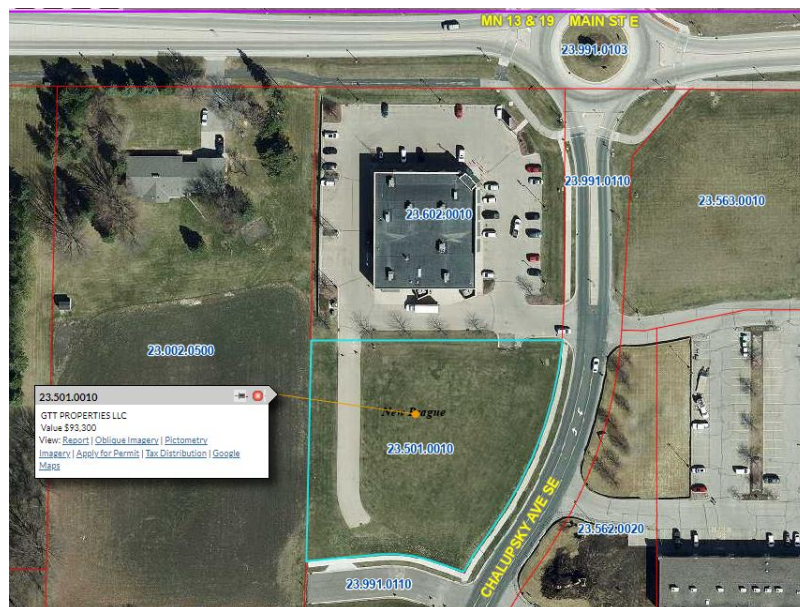 MN 13 & 19 MAIN ST E
23.991.0103
23.991.0110
23.563.0010
23.602.0010
23.002.0500
23.501.0010
GTT PROPERTIES LLC
Value $93,300
View: Report | Oblique Imagery | Pictometry
Imagery | Apply for Permit | Tax Distribution | Google
Maps
New Prague
23.501.0010
CHALUPSKY AVE SE
23.562.0020
23.991.0110